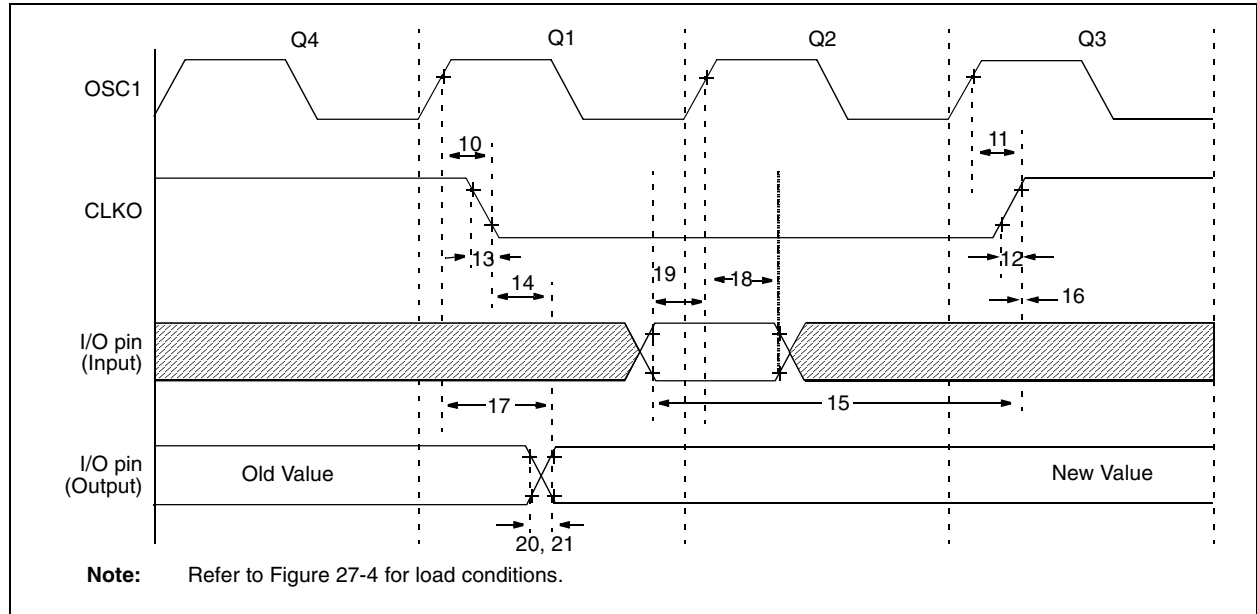 Q4 Q1 Q2 Q3
OSC1
10 11
CLKO
13 12
14 19 18 16
I/O pin
(Input)
17 15
I/O pin
(Output)
Old Value New Value
20, 21
Note: Refer to Figure 27-4 for load conditions.